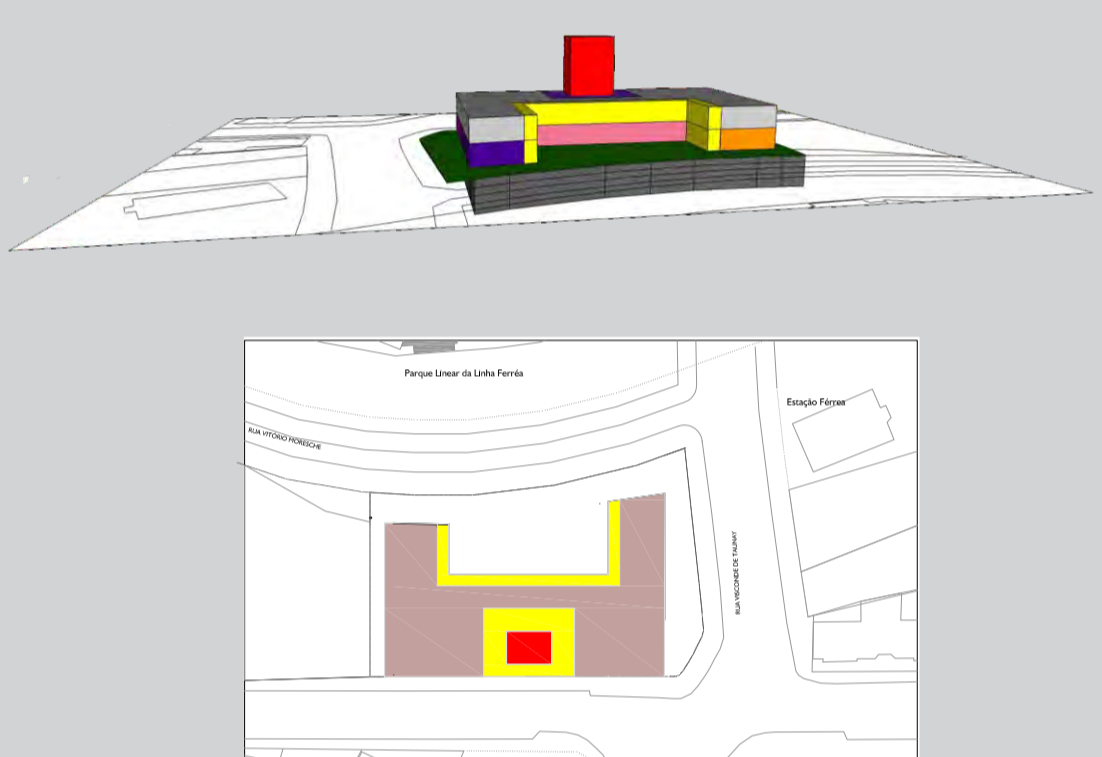 Parque Linear da Linha Ferréa
Estação Férrea
RUA VITÓRIO MORESCHE
RUA VISCONDE DE TAUNAY